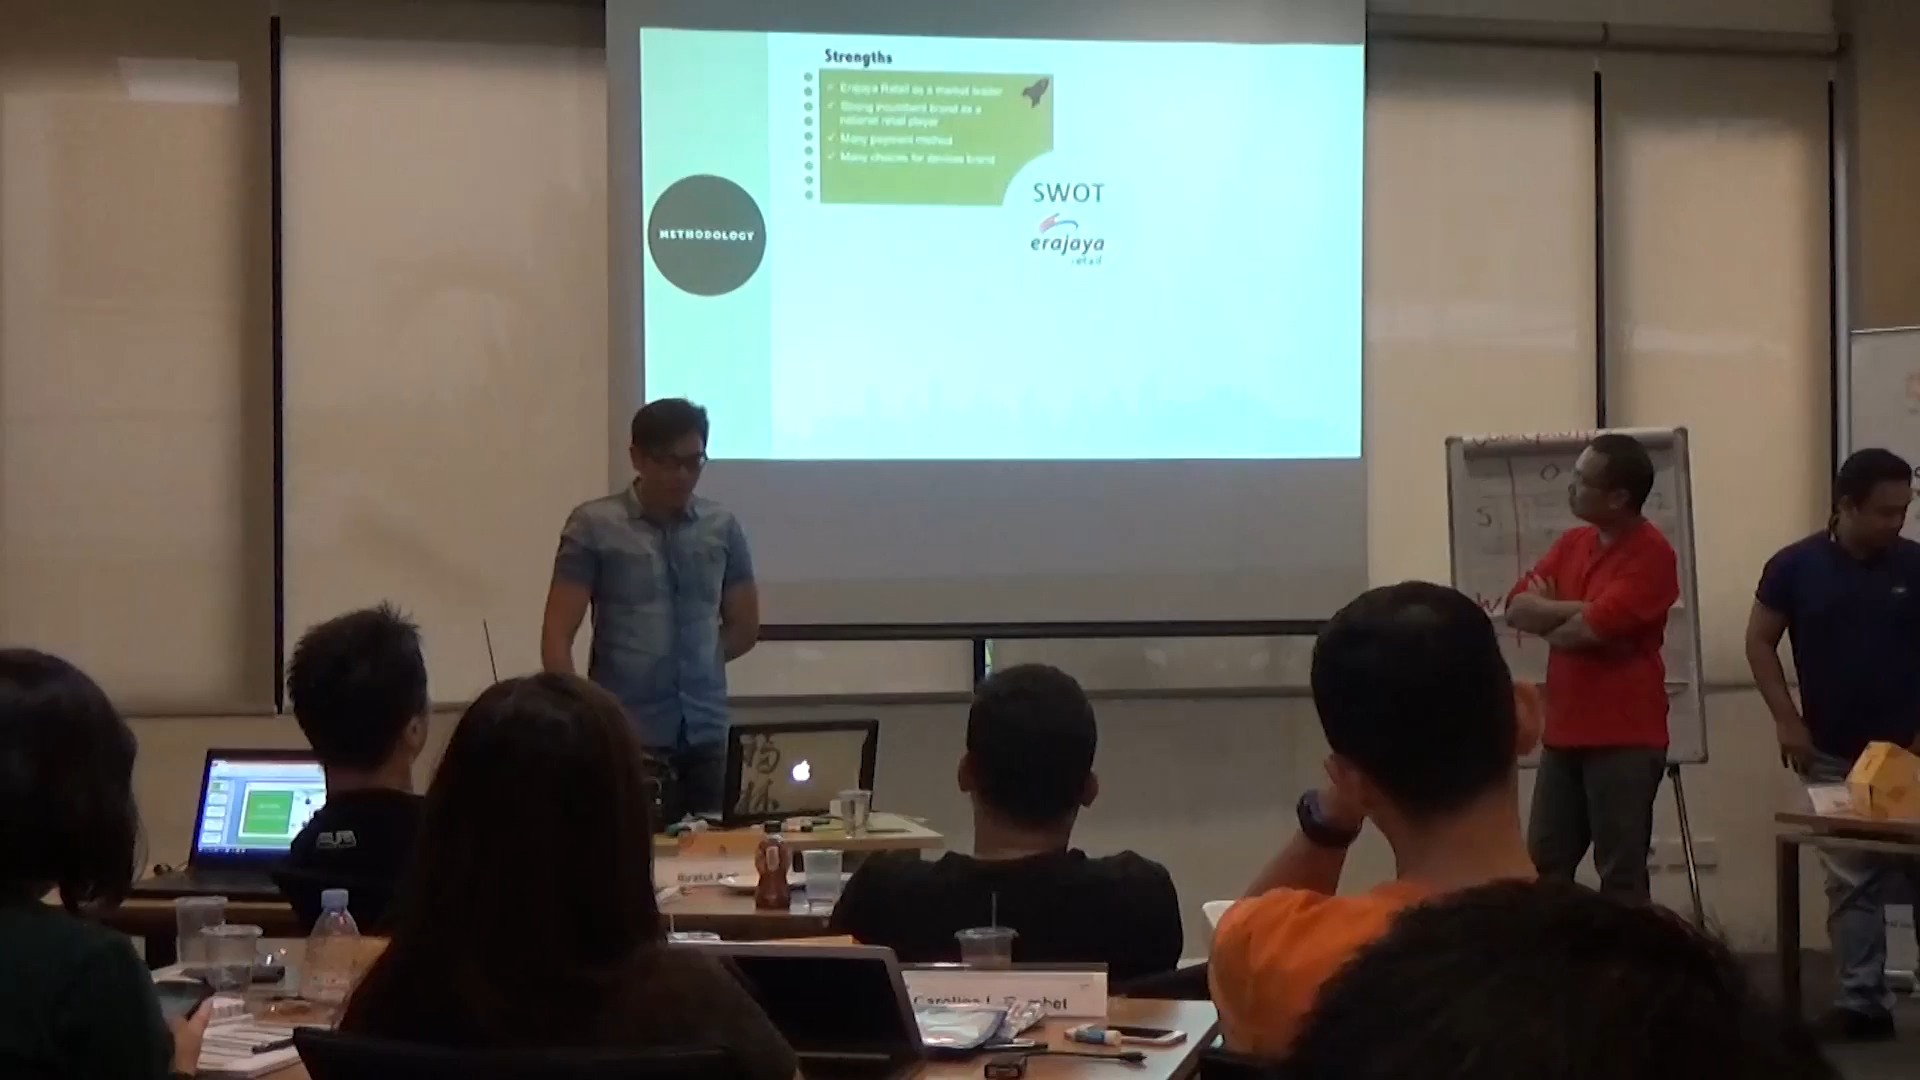 Strengths
✓ Erajaya Retail as a market leader
✓ Strong incumbent brand as a
national retail player
✓ Many payment method
✓ Many choices for devices brand
SWOT
erajaya
retail
METHODOLOGY
O
S
W
福